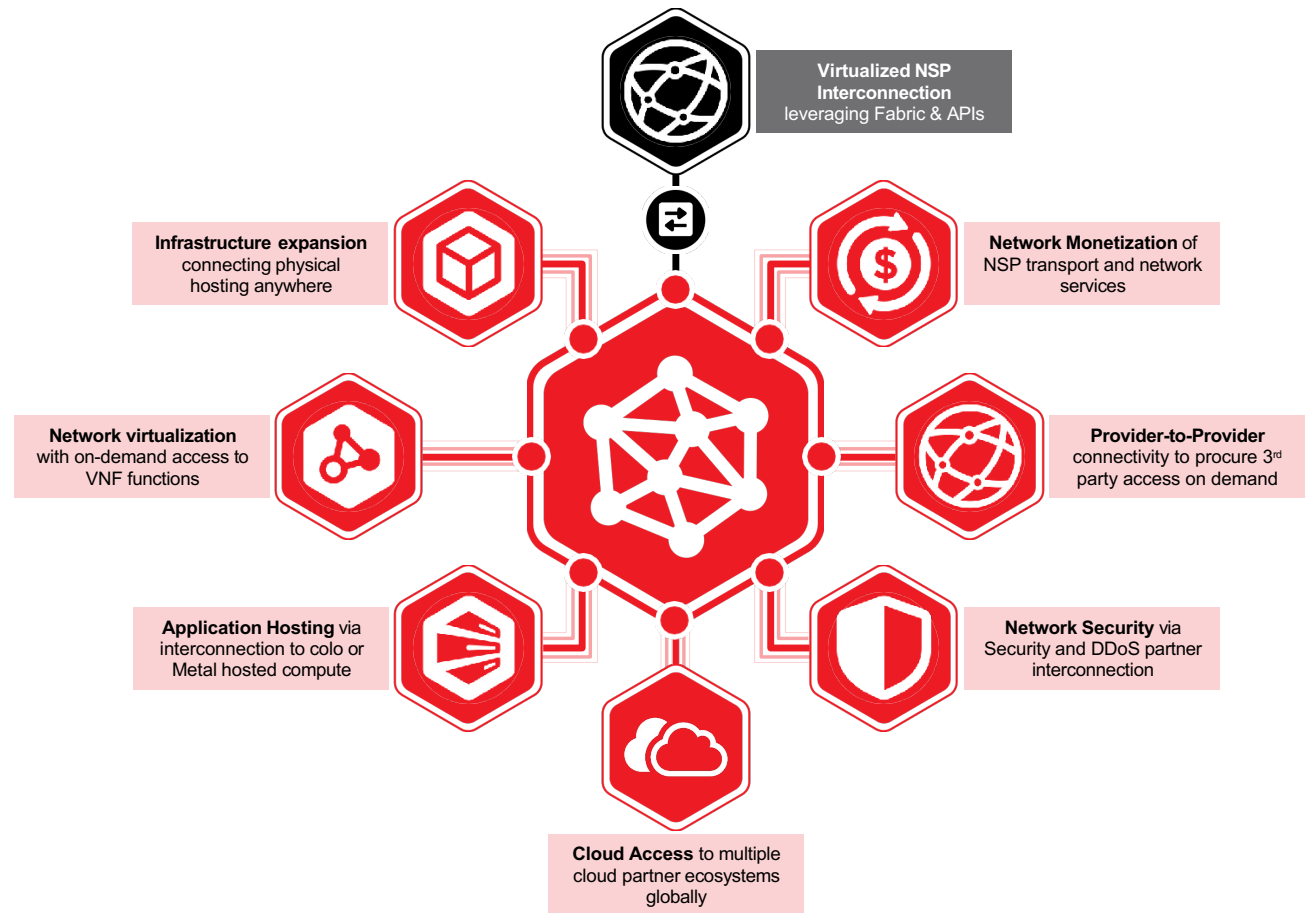 Virtualized NSP
Interconnection
leveraging Fabric & APIs
Infrastructure expansion
connecting physical
hosting anywhere
$
Network Monetization of
NSP transport and network
services
Network virtualization
with on-demand access to
VNF functions
Provider-to-Provider
connectivity to procure 3rd
party access on demand
Application Hosting via
interconnection to colo or
Metal hosted compute
Network Security via
Security and DDoS partner
interconnection
Cloud Access to multiple
cloud partner ecosystems
globally